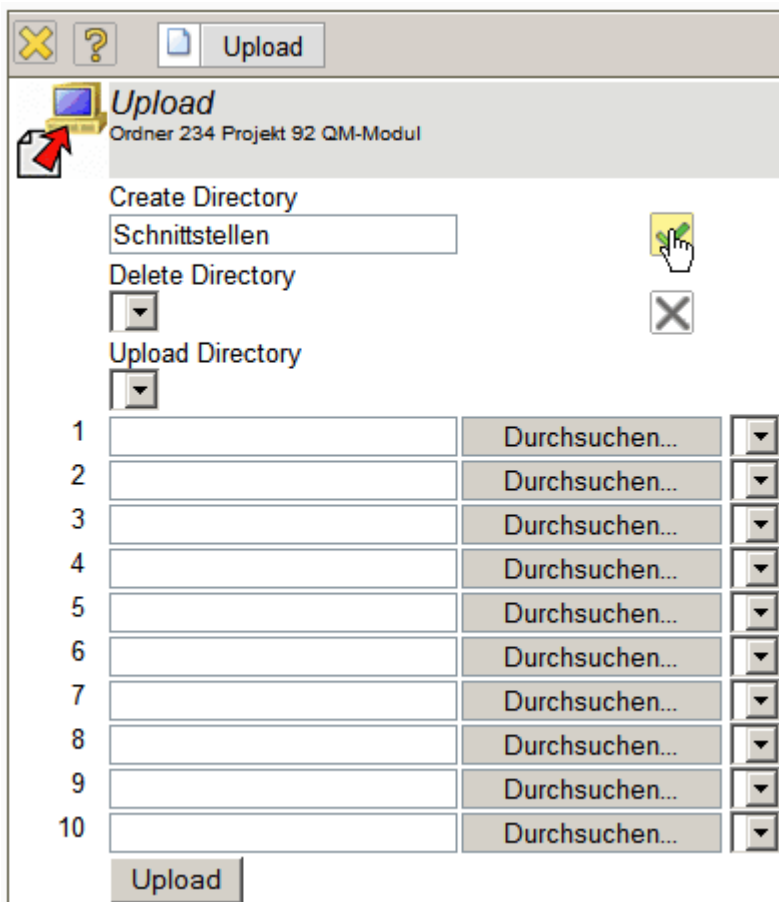 Upload
Upload
Ordner 234 Projekt 92 QM-Modul
Create Directory
Schnittstellen
Delete Directory
Upload Directory
1 Durchsuchen...
2 Durchsuchen...
3 Durchsuchen...
4 Durchsuchen...
5 Durchsuchen...
6 Durchsuchen...
7 Durchsuchen...
8 Durchsuchen...
9 Durchsuchen...
10 Durchsuchen...
Upload